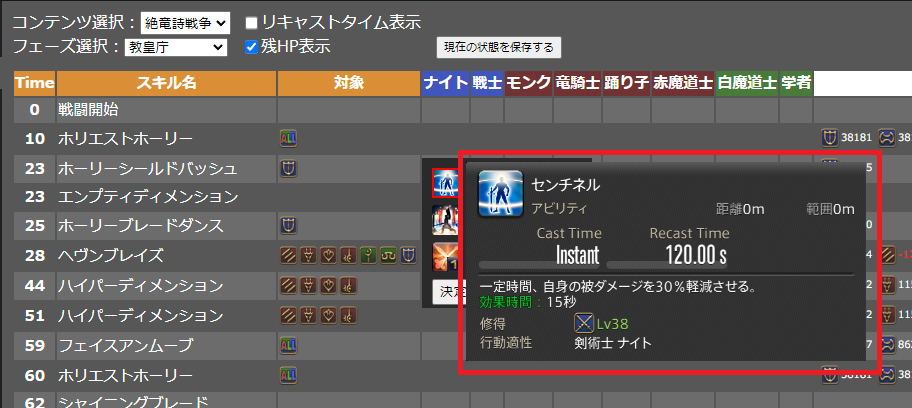 コンテンツ選択：絶竜詩戦争 リキャストタイム表示
フェーズ選択：教皇庁 残HP表示 現在の状態を保存する
Time スキル名 対象 ナイト 戦士 モンク 竜騎士 踊り子 赤魔道士 白魔道士 学者
0 戦闘開始
10 ホリエストホーリー ALL 38181
23 ホーリーシールドバッシュ
23 エンプティディメンション
25 ホーリーブレードダンス
28 ヘヴンブレイズ
44 ハイパーディメンション
51 ハイパーディメンション
59 フェイスアンムーブ ALL
60 ホリエストホーリー ALL 38181
62 シャイニングブレード
決定
センチネル
アビリティ 距離0m 範囲0m
Cast Time Recast Time
Instant 120.00 s
一定時間、自身の被ダメージを30％軽減させる。
効果時間：15秒
修得 Lv38
行動適性 剣術士 ナイト